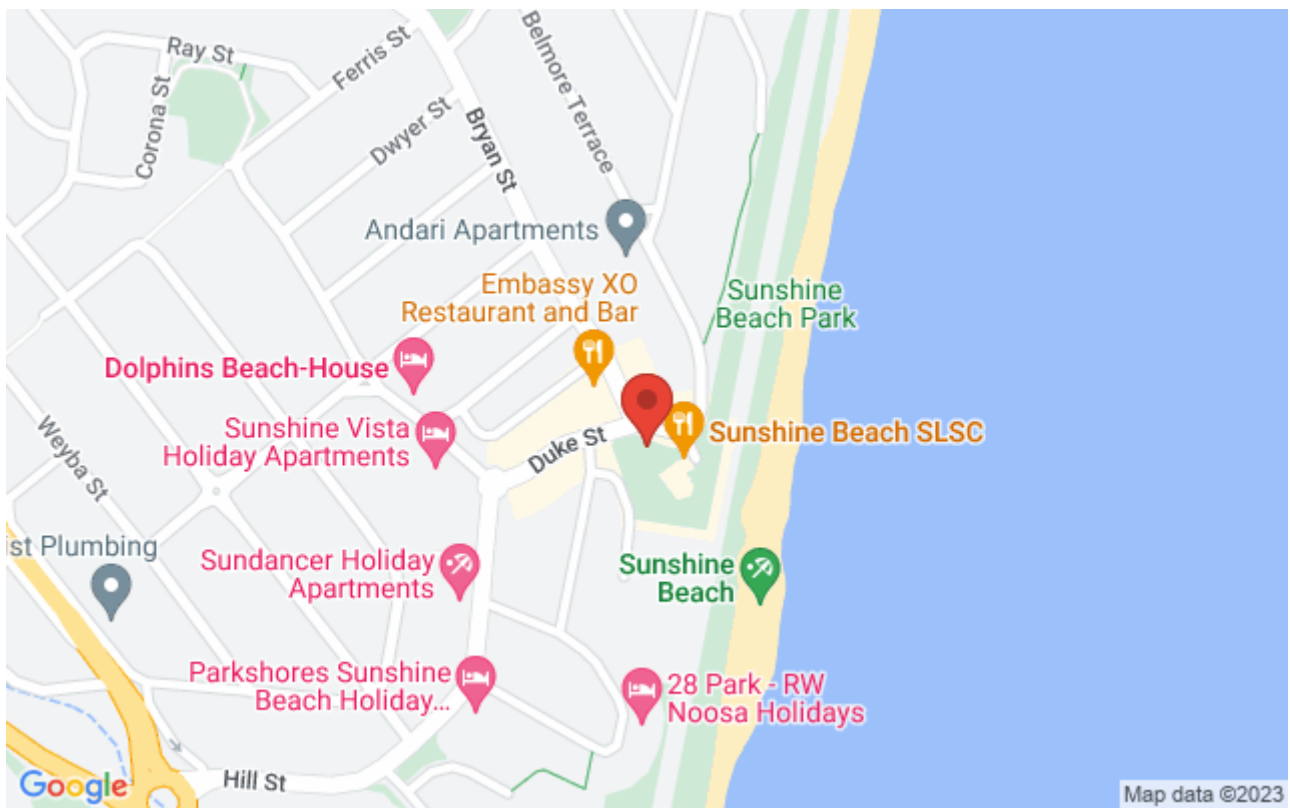 Ray St
Ferris St
Belmore Terrace
Corona St
Dwyer St
Bryan St
Andari Apartments
Embassy XO
Restaurant and Bar
Sunshine
Beach Park
Dolphins Beach-House
Sunshine Vista
Holiday Apartments
Duke St
Sunshine Beach SLSC
Weyba St
ist Plumbing
Sundancer Holiday
Apartments
Sunshine
Beach
Parkshores Sunshine
Beach Holiday...
28 Park - RW
Noosa Holidays
Hill St
Google
Map data ©2023